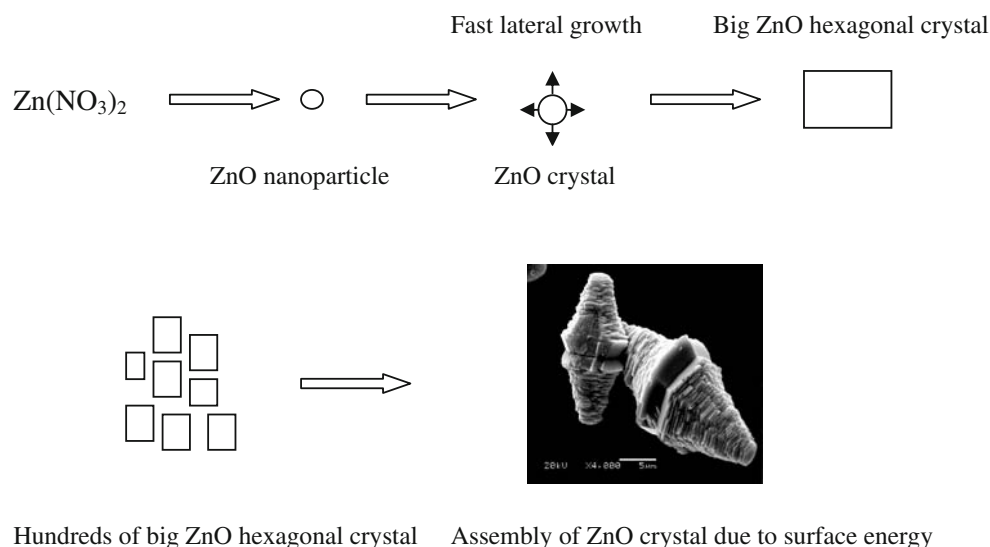 Fast lateral growth
Big ZnO hexagonal crystal
Zn(NO₃)₂
ZnO nanoparticle
ZnO crystal
20kV X4,000 5μm
Hundreds of big ZnO hexagonal crystal
Assembly of ZnO crystal due to surface energy